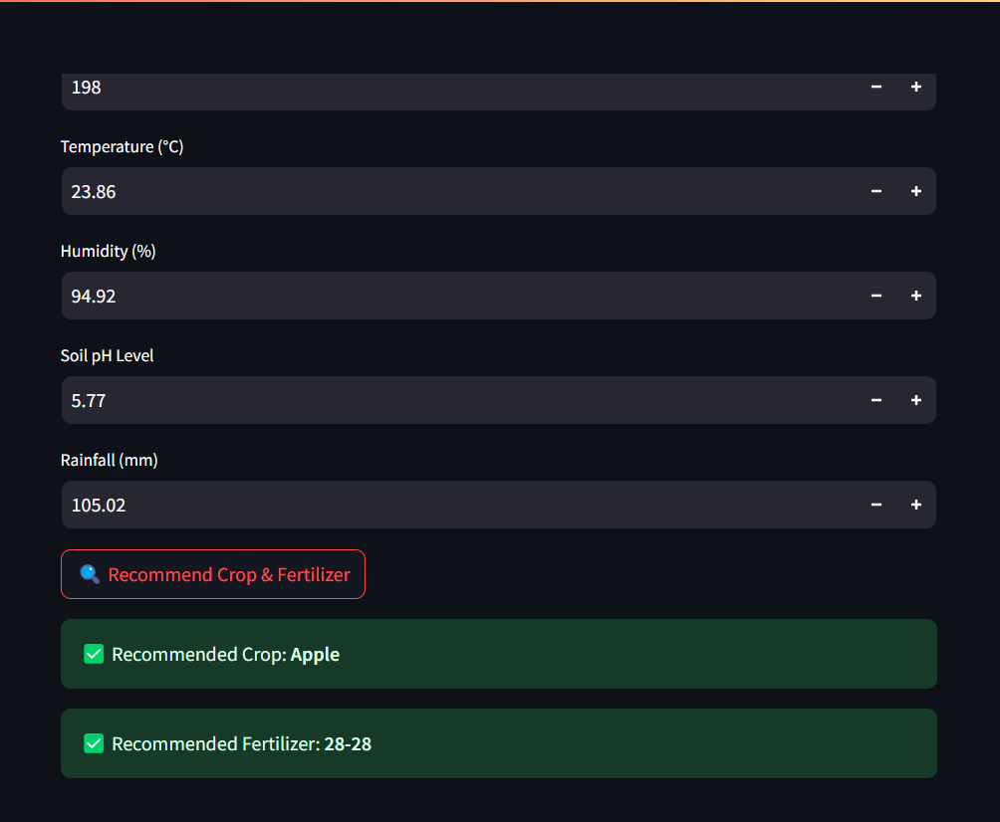 198
Temperature (°C)
23.86
Humidity (%)
94.92
Soil pH Level
5.77
Rainfall (mm)
105.02
Recommend Crop & Fertilizer
Recommended Crop: Apple
Recommended Fertilizer: 28-28